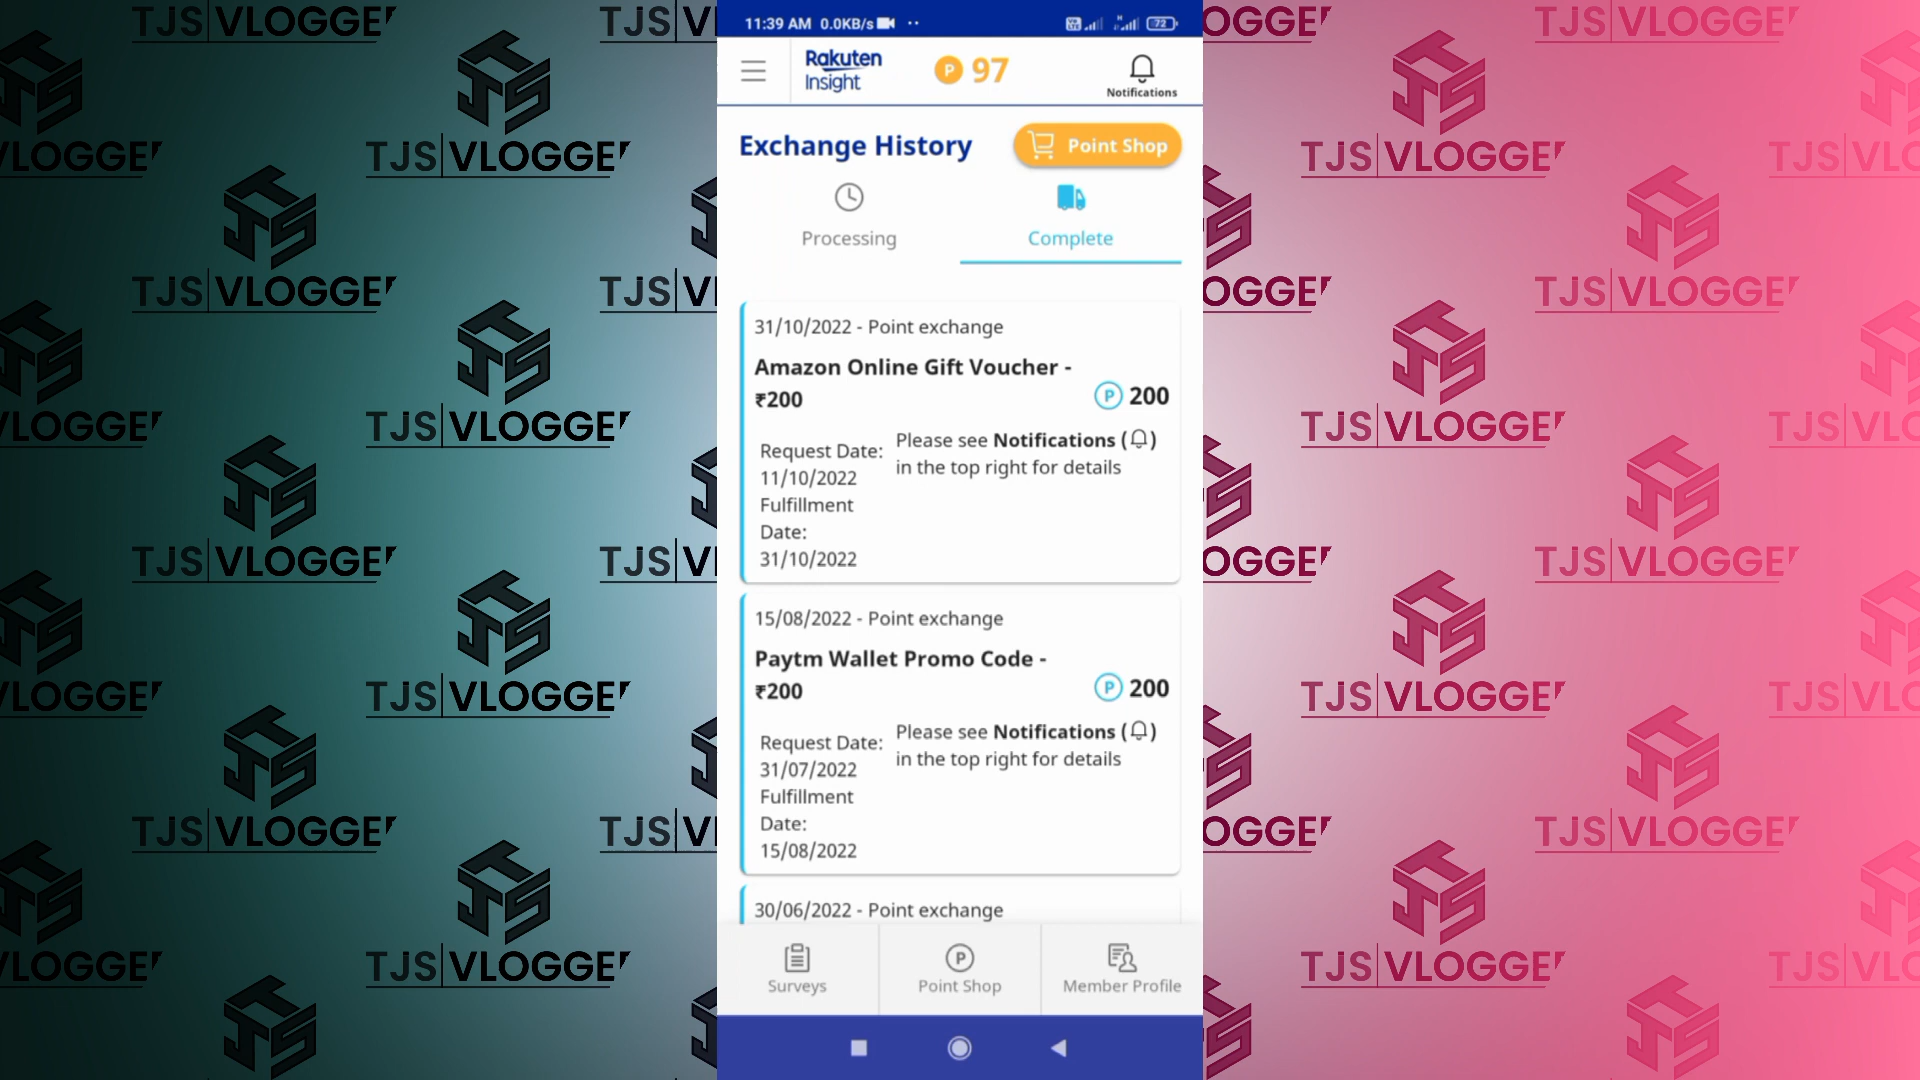 11:39 AM 0.0KB/s
72
Rakuten
Insight
P 97
Notifications
Exchange History
Point Shop
Processing
Complete
31/10/2022 - Point exchange
Amazon Online Gift Voucher -
₹200
P 200
Request Date:
11/10/2022
Fulfillment
Date:
31/10/2022
Please see Notifications ( )
in the top right for details
15/08/2022 - Point exchange
Paytm Wallet Promo Code -
₹200
P 200
Request Date:
31/07/2022
Fulfillment
Date:
15/08/2022
Please see Notifications ( )
in the top right for details
30/06/2022 - Point exchange
Surveys
P
Point Shop
Member Profile
TJS|VLOGGER